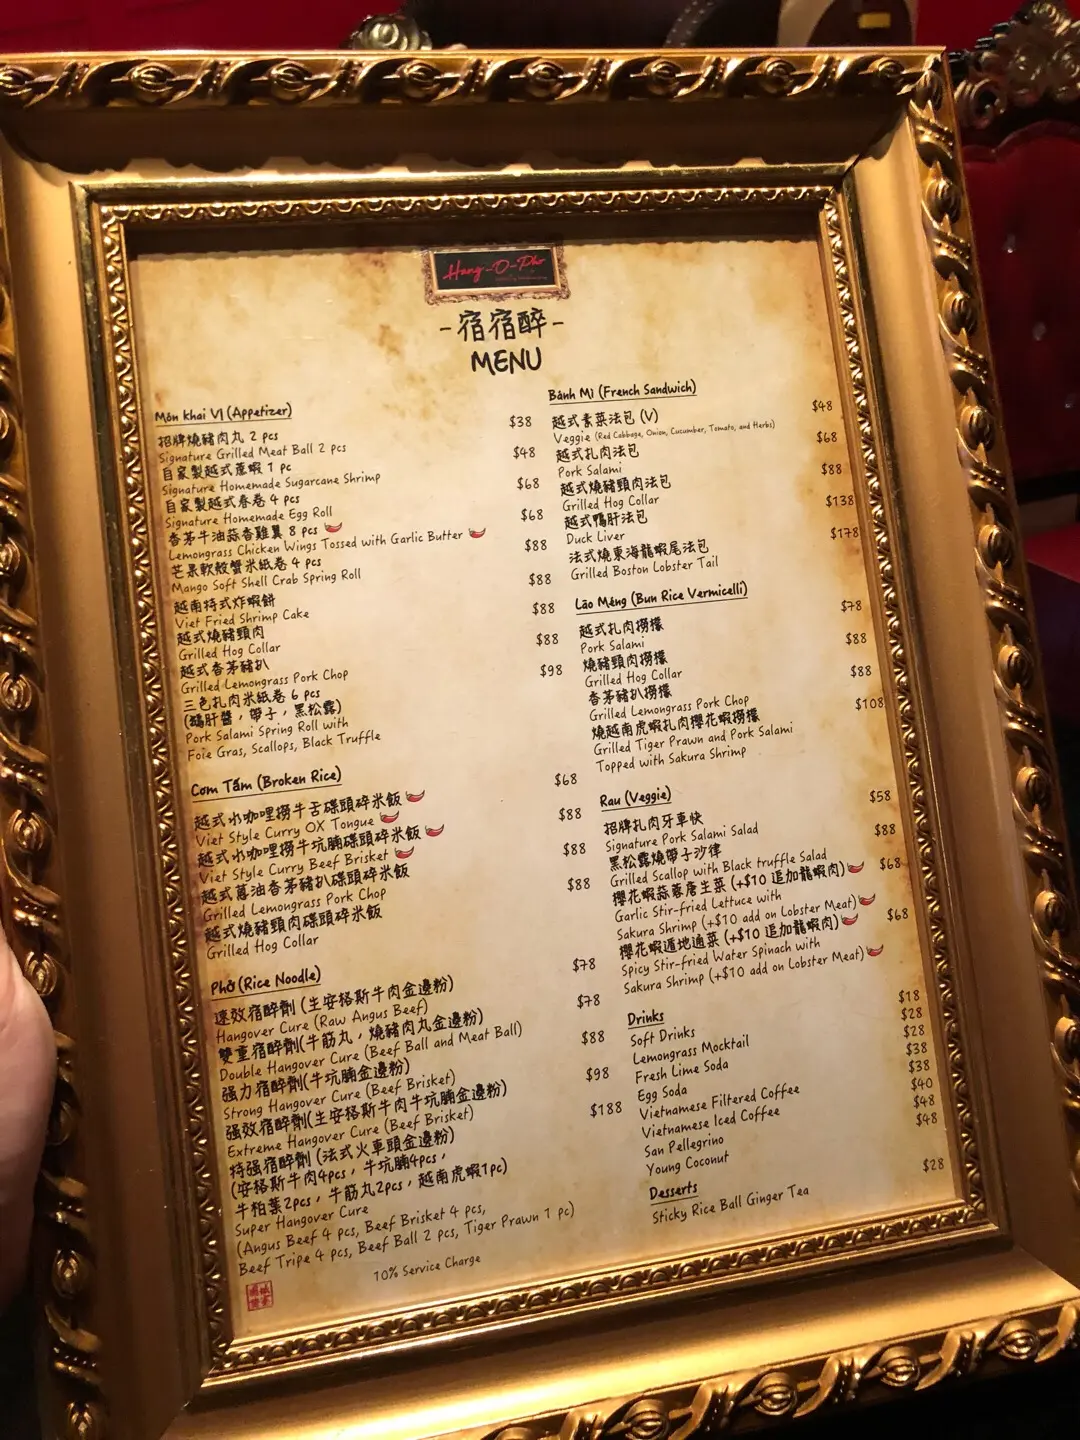 Hang-O-Pho
-宿宿醉-
MENU
Món khai Vị (Appetizer)
招牌燒豬肉丸 2 pcs $38
Signature Grilled Meat Ball 2 pcs
自家製越式蔗蝦 1 pc $48
Signature Homemade Sugarcane Shrimp
自家製越式春卷 4 pcs $68
Signature Homemade Egg Roll
香茅牛油蒜香雞翼 8 pcs $68
Lemongrass Chicken Wings Tossed with Garlic Butter
芒果軟殼蟹米紙卷 4 pcs $88
Mango Soft Shell Crab Spring Roll
越南特式炸蝦餅 $88
Viet Fried Shrimp Cake
越式燒豬頸肉 $88
Grilled Hog Collar
越式香茅豬扒 $88
Grilled Lemongrass Pork Chop
三色扎肉米紙卷 6 pcs $98
(鵝肝醬，帶子，黑松露)
Pork Salami Spring Roll with
Foie Gras, Scallops, Black Truffle
Cơm Tấm (Broken Rice)
越式水咖哩撈牛舌碟頭碎米飯 $68
Viet Style Curry OX Tongue
越式水咖哩撈牛坑腩碟頭碎米飯 $88
Viet Style Curry Beef Brisket
越式蔥油香茅豬扒碟頭碎米飯 $88
Grilled Lemongrass Pork Chop
越式燒豬頸肉碟頭碎米飯 $88
Grilled Hog Collar
Phở (Rice Noodle)
速效宿醉劑 (生安格斯牛肉金邊粉) $78
Hangover Cure (Raw Angus Beef)
雙重宿醉劑(牛筋丸，燒豬肉丸金邊粉) $78
Double Hangover Cure (Beef Ball and Meat Ball)
强力宿醉劑(牛坑腩金邊粉) $88
Strong Hangover Cure (Beef Brisket)
强效宿醉劑(生安格斯牛肉牛坑腩金邊粉) $98
Extreme Hangover Cure (Beef Brisket)
特强宿醉劑 (法式火車頭金邊粉) $188
(安格斯牛肉4pcs，牛坑腩4pcs，
牛柏葉2pcs，牛筋丸2pcs，越南虎蝦1pc)
Super Hangover Cure
(Angus Beef 4 pcs, Beef Brisket 4 pcs,
Beef Tripe 4 pcs, Beef Ball 2 pcs, Tiger Prawn 1 pc)
10% Service Charge
Bánh Mì (French Sandwich)
越式素菜法包 (V) $48
Veggie (Red Cabbage, Onion, Cucumber, Tomato, and Herbs)
越式扎肉法包 $68
Pork Salami
越式燒豬頸肉法包 $88
Grilled Hog Collar
越式鴨肝法包 $138
Duck Liver
法式燒東海龍蝦尾法包 $178
Grilled Boston Lobster Tail
Lāo Méng (Bun Rice Vermicelli)
越式扎肉撈檬 $78
Pork Salami
燒豬頸肉撈檬 $88
Grilled Hog Collar
香茅豬扒撈檬 $88
Grilled Lemongrass Pork Chop
燒越南虎蝦扎肉櫻花蝦撈檬 $108
Grilled Tiger Prawn and Pork Salami
Topped with Sakura Shrimp
Rau (Veggie)
招牌扎肉牙車快 $58
Signature Pork Salami Salad
黑松露燒帶子沙律 $88
Grilled Scallop with Black truffle Salad
櫻花蝦蒜蓉唐生菜 (+$10 追加龍蝦肉) $68
Garlic Stir-fried Lettuce with
Sakura Shrimp (+$10 add on Lobster Meat)
櫻花蝦遁地通菜 (+$10 追加龍蝦肉) $68
Spicy Stir-fried Water Spinach with
Sakura Shrimp (+$10 add on Lobster Meat)
Drinks
Soft Drinks $18
Lemongrass Mocktail $28
Fresh Lime Soda $28
Egg Soda $38
Vietnamese Filtered Coffee $38
Vietnamese Iced Coffee $40
San Pellegrino $48
Young Coconut $48
Desserts
Sticky Rice Ball Ginger Tea $28